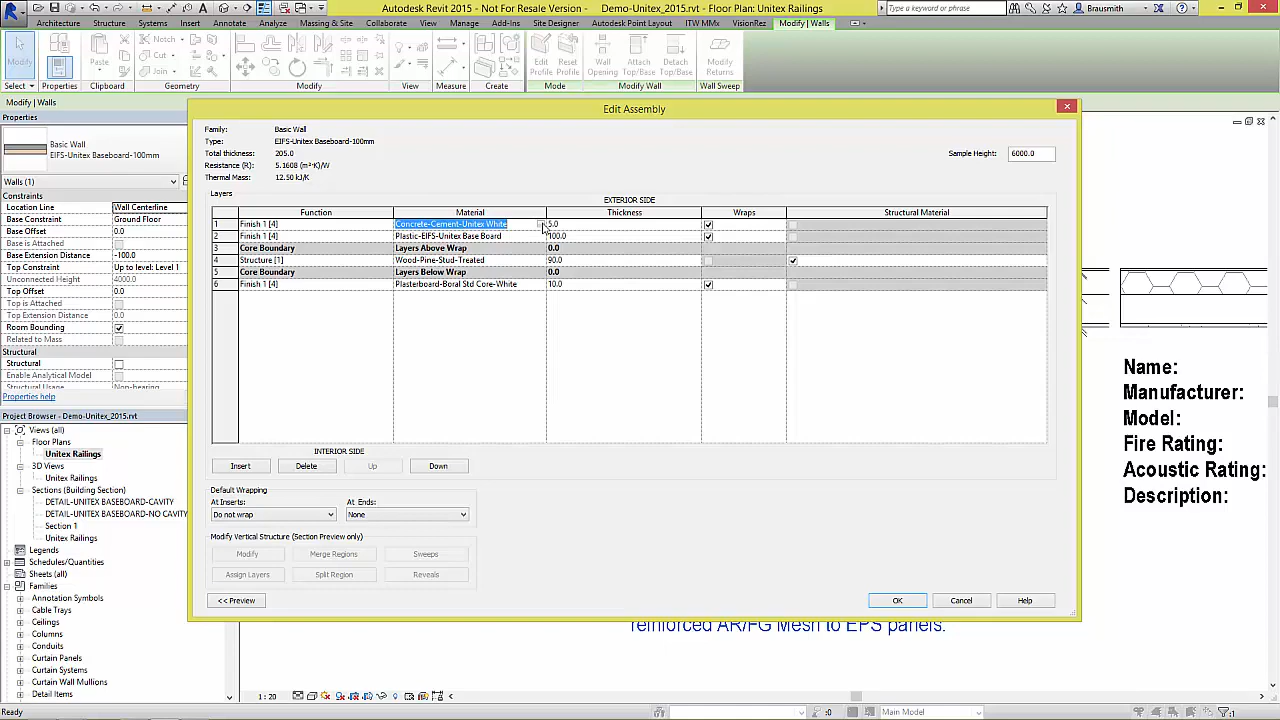 Autodesk Revit 2015 - Not For Resale Version - Demo-Unitex_2015.rvt - Floor Plan: Unitex Railings
Type a keyword or phrase
Brausmith
Architecture Structure Systems Insert Annotate Analyze Massing & Site Collaborate View Manage Add-Ins Site Designer Autodesk Point Layout ITW MMx VisionRez Modify | Walls
Modify Paste Notch Cut Join Edit Profile Reset Profile Wall Opening Attach Top/Base Detach Top/Base Modify Returns
Select Properties Clipboard Geometry Modify View Measure Create Mode Modify Wall Wall Sweep
Modify | Walls
Properties
Basic Wall
EIFS-Unitex Baseboard-100mm
Walls (1)
Constraints
Location Line Wall Centerline
Base Constraint Ground Floor
Base Offset 0.0
Base is Attached
Base Extension Distance -100.0
Top Constraint Up to level: Level 1
Unconnected Height 4000.0
Top Offset 0.0
Top is Attached
Top Extension Distance 0.0
Room Bounding
Related to Mass
Structural
Structural
Enable Analytical Model
Structural Usage Non-bearing
Properties help
Project Browser - Demo-Unitex_2015.rvt
Views (all)
Floor Plans
Unitex Railings
3D Views
Unitex Railings
Sections (Building Section)
DETAIL-UNITEX BASEBOARD-CAVITY
DETAIL-UNITEX BASEBOARD-NO CAVITY
Section 1
Unitex Railings
Legends
Schedules/Quantities
Sheets (all)
Families
Annotation Symbols
Cable Trays
Ceilings
Columns
Conduits
Curtain Panels
Curtain Systems
Curtain Wall Mullions
Detail Items
Edit Assembly
Family: Basic Wall
Type: EIFS-Unitex Baseboard-100mm
Total thickness: 205.0
Resistance (R): 5.1608 (m²·K)/W
Thermal Mass: 12.50 kJ/K
Sample Height: 6000.0
Layers
EXTERIOR SIDE
Function Material Thickness Wraps Structural Material
1 Finish 1 [4] Concrete-Cement-Unitex White 5.0
2 Finish 1 [4] Plastic-EIFS-Unitex Base Board 100.0
3 Core Boundary Layers Above Wrap 0.0
4 Structure [1] Wood-Pine-Stud-Treated 90.0
5 Core Boundary Layers Below Wrap 0.0
6 Finish 1 [4] Plasterboard-Boral Std Core-White 10.0
INTERIOR SIDE
Insert Delete Up Down
Default Wrapping
At Inserts: At Ends:
Do not wrap None
Modify Vertical Structure (Section Preview only)
Modify Merge Regions Sweeps
Assign Layers Split Region Reveals
<< Preview OK Cancel Help
Name:
Manufacturer:
Model:
Fire Rating:
Acoustic Rating:
Description:
reinforced AR/FG Mesh to EPS panels.
1 : 20
Ready
:0
Main Model
:1